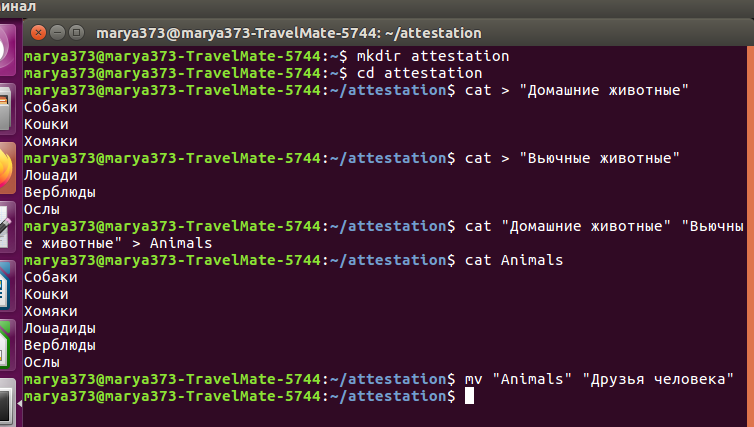 минал
marya373@marya373-TravelMate-5744: ~/attestation
marya373@marya373-TravelMate-5744:~$ mkdir attestation
marya373@marya373-TravelMate-5744:~$ cd attestation
marya373@marya373-TravelMate-5744:~/attestation$ cat > "Домашние животные"
Собаки
Кошки
Хомяки
marya373@marya373-TravelMate-5744:~/attestation$ cat > "Вьючные животные"
Лошади
Верблюды
Ослы
marya373@marya373-TravelMate-5744:~/attestation$ cat "Домашние животные" "Вьючны
е животные" > Animals
marya373@marya373-TravelMate-5744:~/attestation$ cat Animals
Собаки
Кошки
Хомяки
Лошадиды
Верблюды
Ослы
marya373@marya373-TravelMate-5744:~/attestation$ mv "Animals" "Друзья человека"
marya373@marya373-TravelMate-5744:~/attestation$